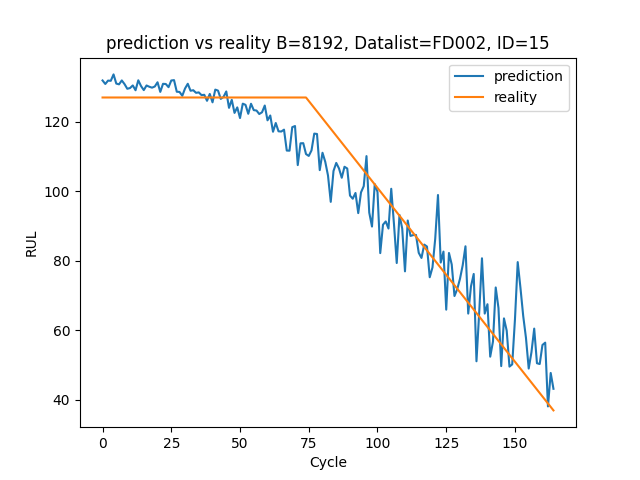 prediction vs reality B=8192, Datalist=FD002, ID=15
prediction
reality
120
100
80
60
40
RUL
0 25 50 75 100 125 150
Cycle